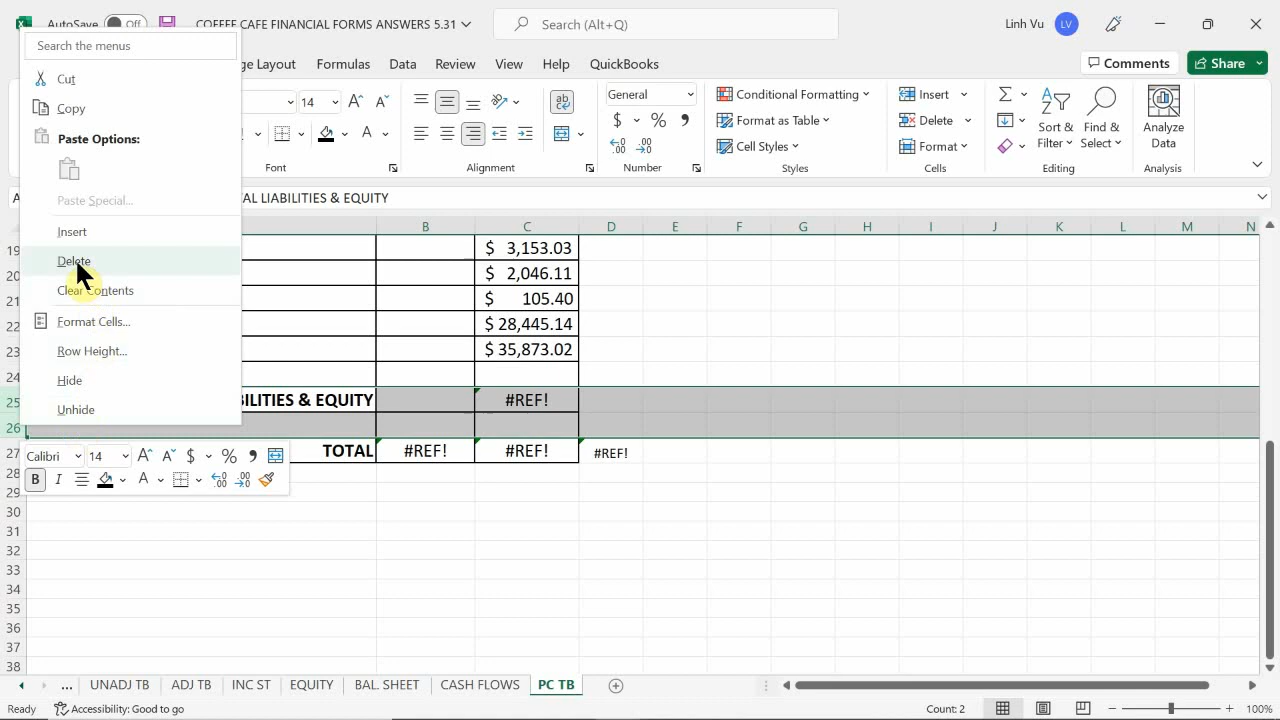 AutoSave Off COFFEE CAFE FINANCIAL FORMS ANSWERS 5.31 Search (Alt+Q) Linh Vu LV
Search the menus
Cut
Copy
Paste Options:
Paste Special...
Insert
Delete
Clear Contents
Format Cells...
Row Height...
Hide
Unhide
ge Layout Formulas Data Review View Help QuickBooks Comments Share
14 General Conditional Formatting Insert
Format as Table Delete Sort & Find & Analyze
Cell Styles Format Filter Select Data
Font Alignment Number Styles Cells Editing Analysis
A AL LIABILITIES & EQUITY
B C D E F G H I J K L M N
19 $ 3,153.03
20 $ 2,046.11
21 $ 105.40
22 $ 28,445.14
23 $ 35,873.02
24
25 BILITIES & EQUITY #REF!
26
27 TOTAL #REF! #REF! #REF!
Calibri 14 A A $ % 9
B I A
28
29
30
31
32
33
34
35
36
37
38
... UNADJ TB ADJ TB INC ST EQUITY BAL. SHEET CASH FLOWS PC TB
Ready Accessibility: Good to go Count: 2 100%